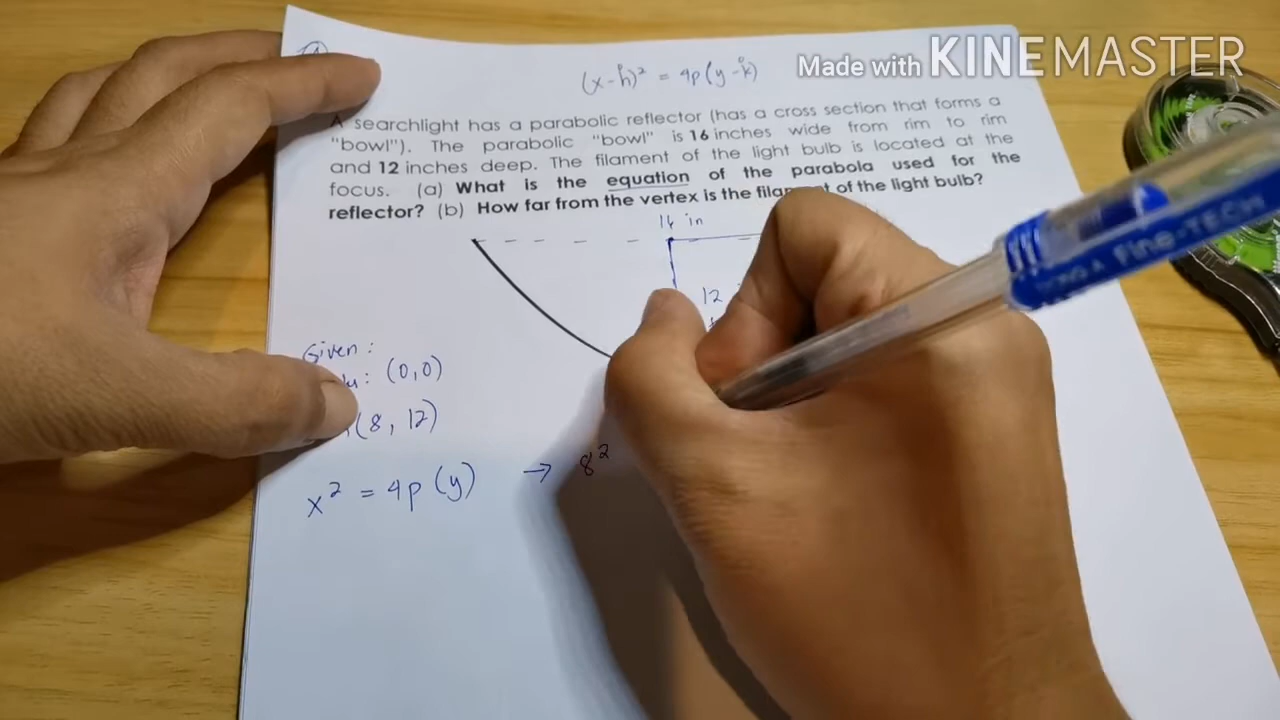 Made with KINEMASTER
(x-h)² = 4p(y-k)
A searchlight has a parabolic reflector (has a cross section that forms a
"bowl"). The parabolic "bowl" is 16 inches wide from rim to rim
and 12 inches deep. The filament of the light bulb is located at the
focus. (a) What is the equation of the parabola used for the
reflector? (b) How far from the vertex is the of the light bulb?
16 in
12
Given:
(0,0)
(8, 12)
x² = 4p (y) → 8²
Fine-TECH